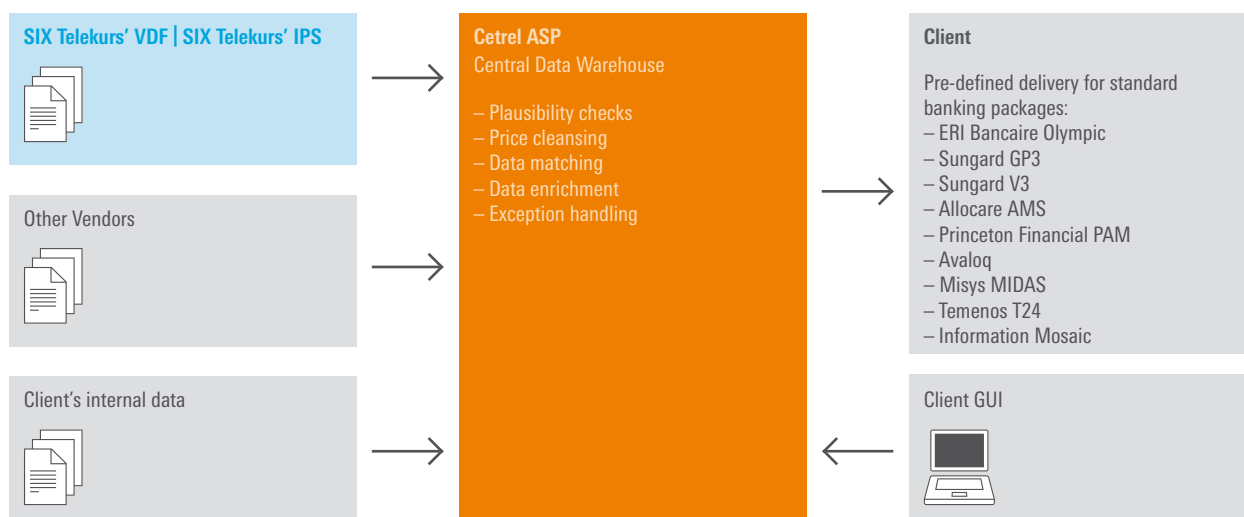 SIX Telekurs’ VDF | SIX Telekurs’ IPS
Other Vendors
Client’s internal data
Cetrel ASP
Central Data Warehouse
– Plausibility checks
– Price cleansing
– Data matching
– Data enrichment
– Exception handling
Client
Pre-defined delivery for standard
banking packages:
– ERI Bancaire Olympic
– Sungard GP3
– Sungard V3
– Allocare AMS
– Princeton Financial PAM
– Avaloq
– Misys MIDAS
– Temenos T24
– Information Mosaic
Client GUI